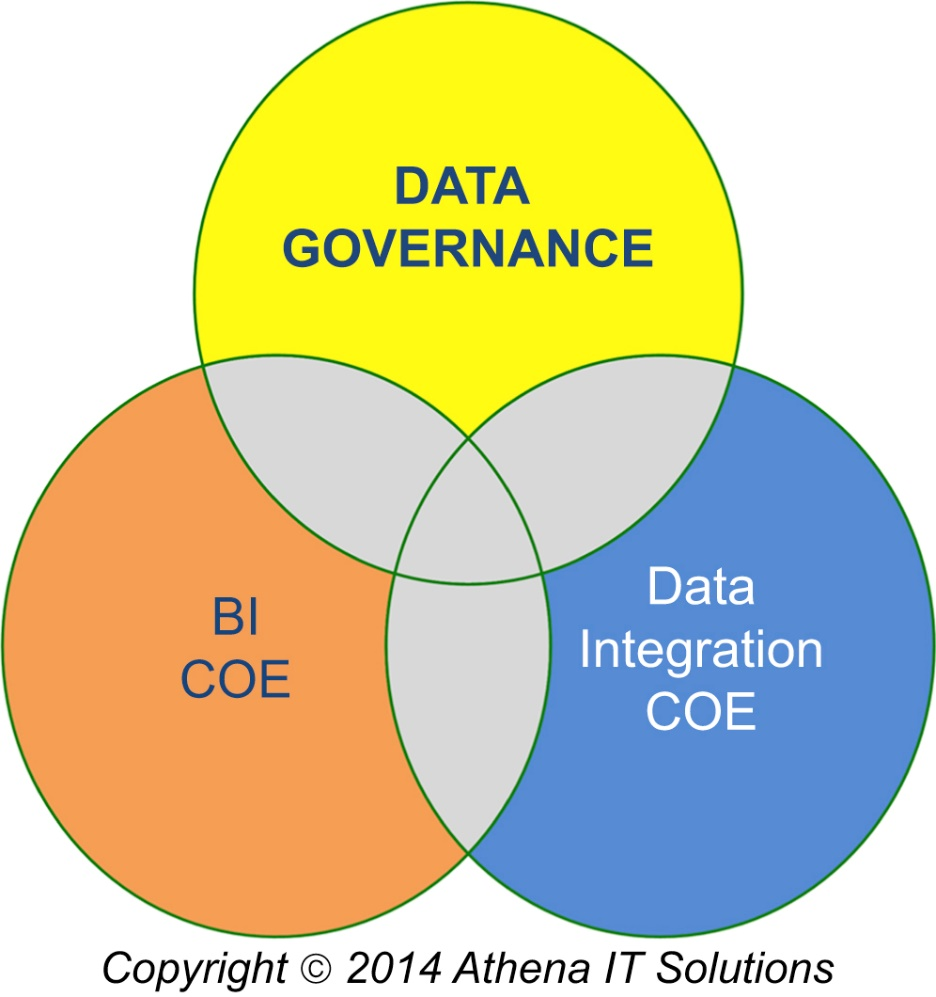 DATA
GOVERNANCE
BI
COE
Data
Integration
COE
Copyright © 2014 Athena IT Solutions